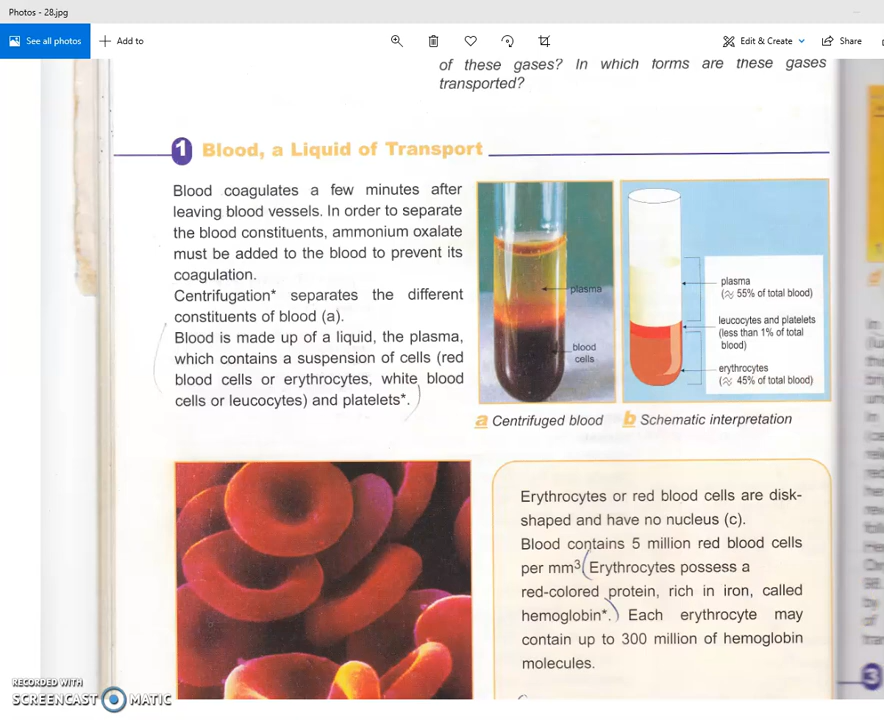 Photos - 28.jpg
See all photos
Add to
Edit & Create
Share
of these gases? In which forms are these gases
transported?
1 Blood, a Liquid of Transport
Blood coagulates a few minutes after
leaving blood vessels. In order to separate
the blood constituents, ammonium oxalate
must be added to the blood to prevent its
coagulation.
Centrifugation* separates the different
constituents of blood (a).
Blood is made up of a liquid, the plasma,
which contains a suspension of cells (red
blood cells or erythrocytes, white blood
cells or leucocytes) and platelets*.
plasma
blood
cells
plasma
(≈ 55% of total blood)
leucocytes and platelets
(less than 1% of total
blood)
erythrocytes
(≈ 45% of total blood)
a Centrifuged blood
b Schematic interpretation
Erythrocytes or red blood cells are disk-
shaped and have no nucleus (c).
Blood contains 5 million red blood cells
per mm³. Erythrocytes possess a
red-colored protein, rich in iron, called
hemoglobin*. Each erythrocyte may
contain up to 300 million of hemoglobin
molecules.
3
RECORDED WITH
SCREENCAST MATIC